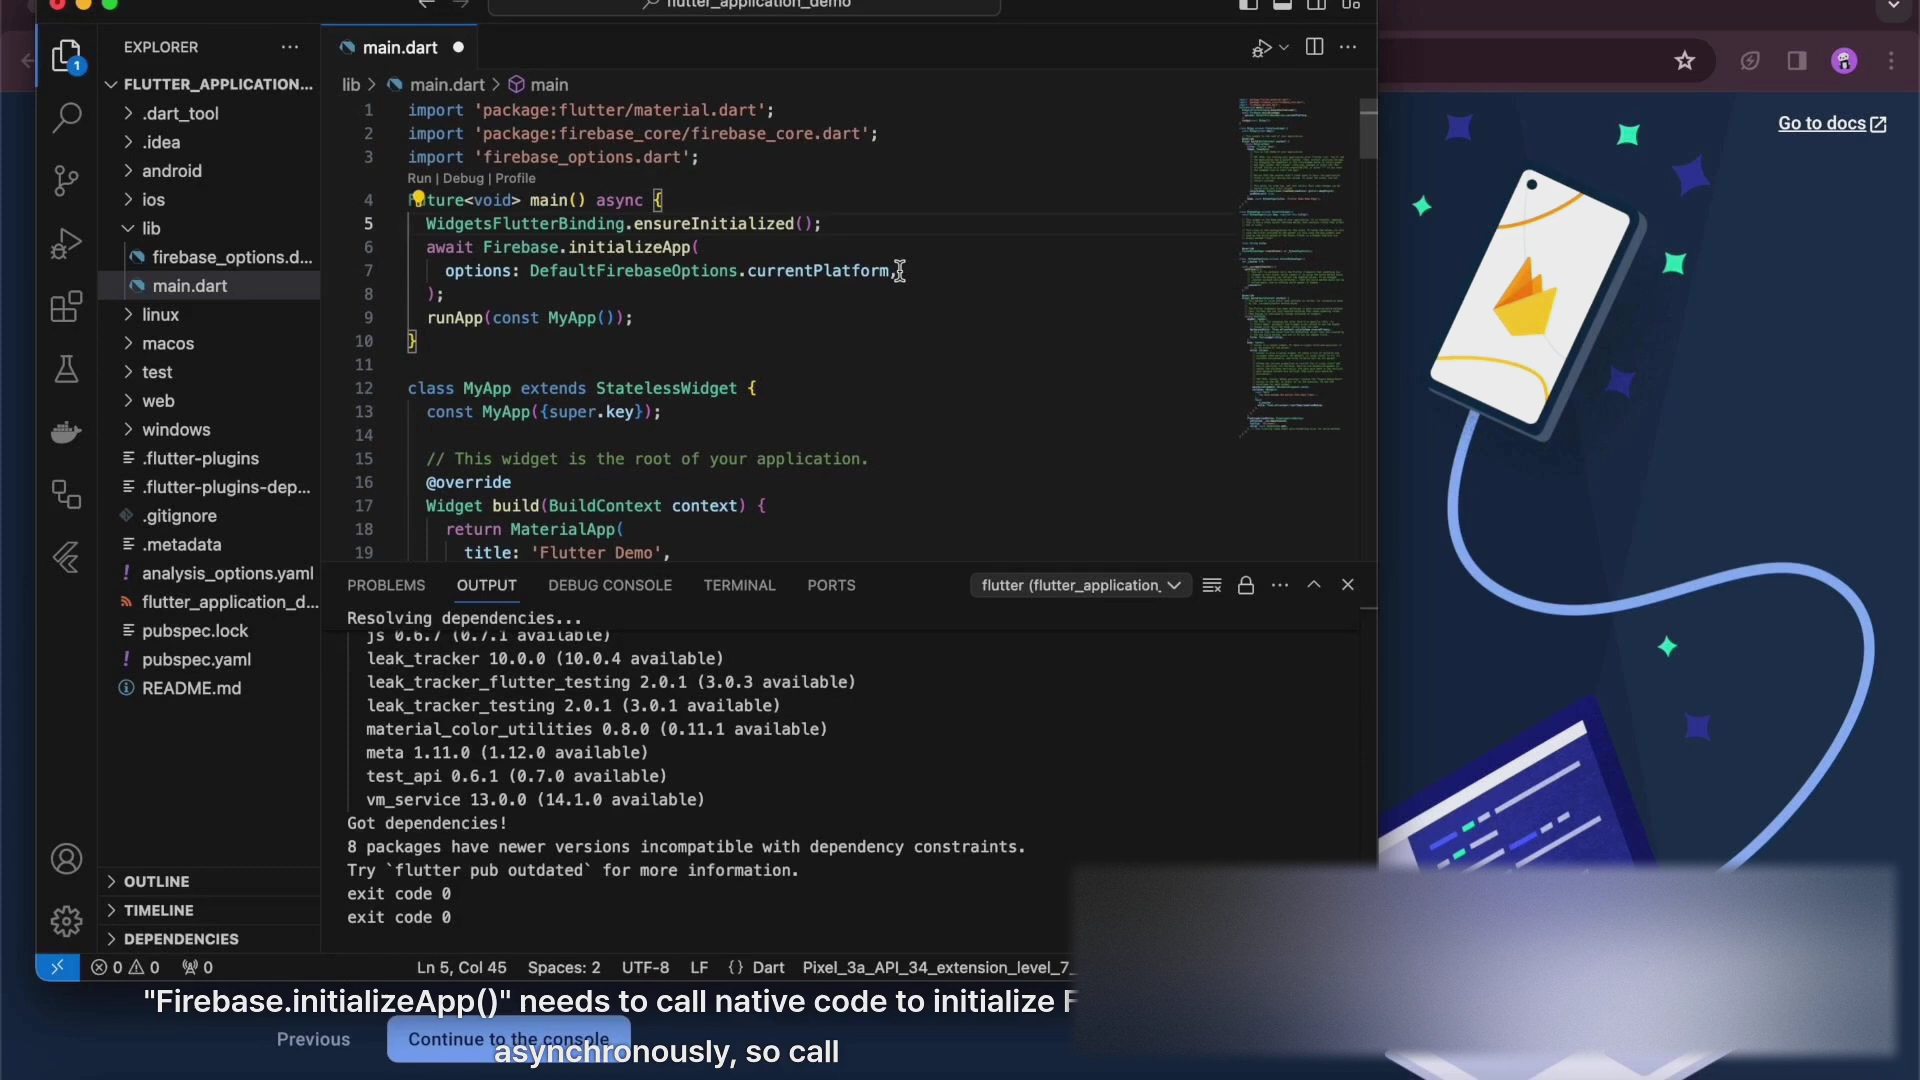 flutter_application_demo
EXPLORER
main.dart
FLUTTER_APPLICATION...
lib > main.dart > main
Go to docs
.dart_tool
.idea
android
ios
lib
firebase_options.d...
main.dart
linux
macos
test
web
windows
.flutter-plugins
.flutter-plugins-dep...
.gitignore
.metadata
analysis_options.yaml
flutter_application_d...
pubspec.lock
pubspec.yaml
README.md
OUTLINE
TIMELINE
DEPENDENCIES
1 import 'package:flutter/material.dart';
2 import 'package:firebase_core/firebase_core.dart';
3 import 'firebase_options.dart';
Run | Debug | Profile
4 ture<void> main() async {
5 WidgetsFlutterBinding.ensureInitialized();
6 await Firebase.initializeApp(
7 options: DefaultFirebaseOptions.currentPlatform,
8 );
9 runApp(const MyApp());
10 }
11
12 class MyApp extends StatelessWidget {
13 const MyApp({super.key});
14
15 // This widget is the root of your application.
16 @override
17 Widget build(BuildContext context) {
18 return MaterialApp(
19 title: 'Flutter Demo',
PROBLEMS OUTPUT DEBUG CONSOLE TERMINAL PORTS
flutter (flutter_application_
Resolving dependencies...
js 0.6.7 (0.7.1 available)
leak_tracker 10.0.0 (10.0.4 available)
leak_tracker_flutter_testing 2.0.1 (3.0.3 available)
leak_tracker_testing 2.0.1 (3.0.1 available)
material_color_utilities 0.8.0 (0.11.1 available)
meta 1.11.0 (1.12.0 available)
test_api 0.6.1 (0.7.0 available)
vm_service 13.0.0 (14.1.0 available)
Got dependencies!
8 packages have newer versions incompatible with dependency constraints.
Try `flutter pub outdated` for more information.
exit code 0
exit code 0
0 0 0 Ln 5, Col 45 Spaces: 2 UTF-8 LF {} Dart Pixel_3a_API_34_extension_level_7_
"Firebase.initializeApp()" needs to call native code to initialize F
Previous
Continue to the console
asynchronously, so call